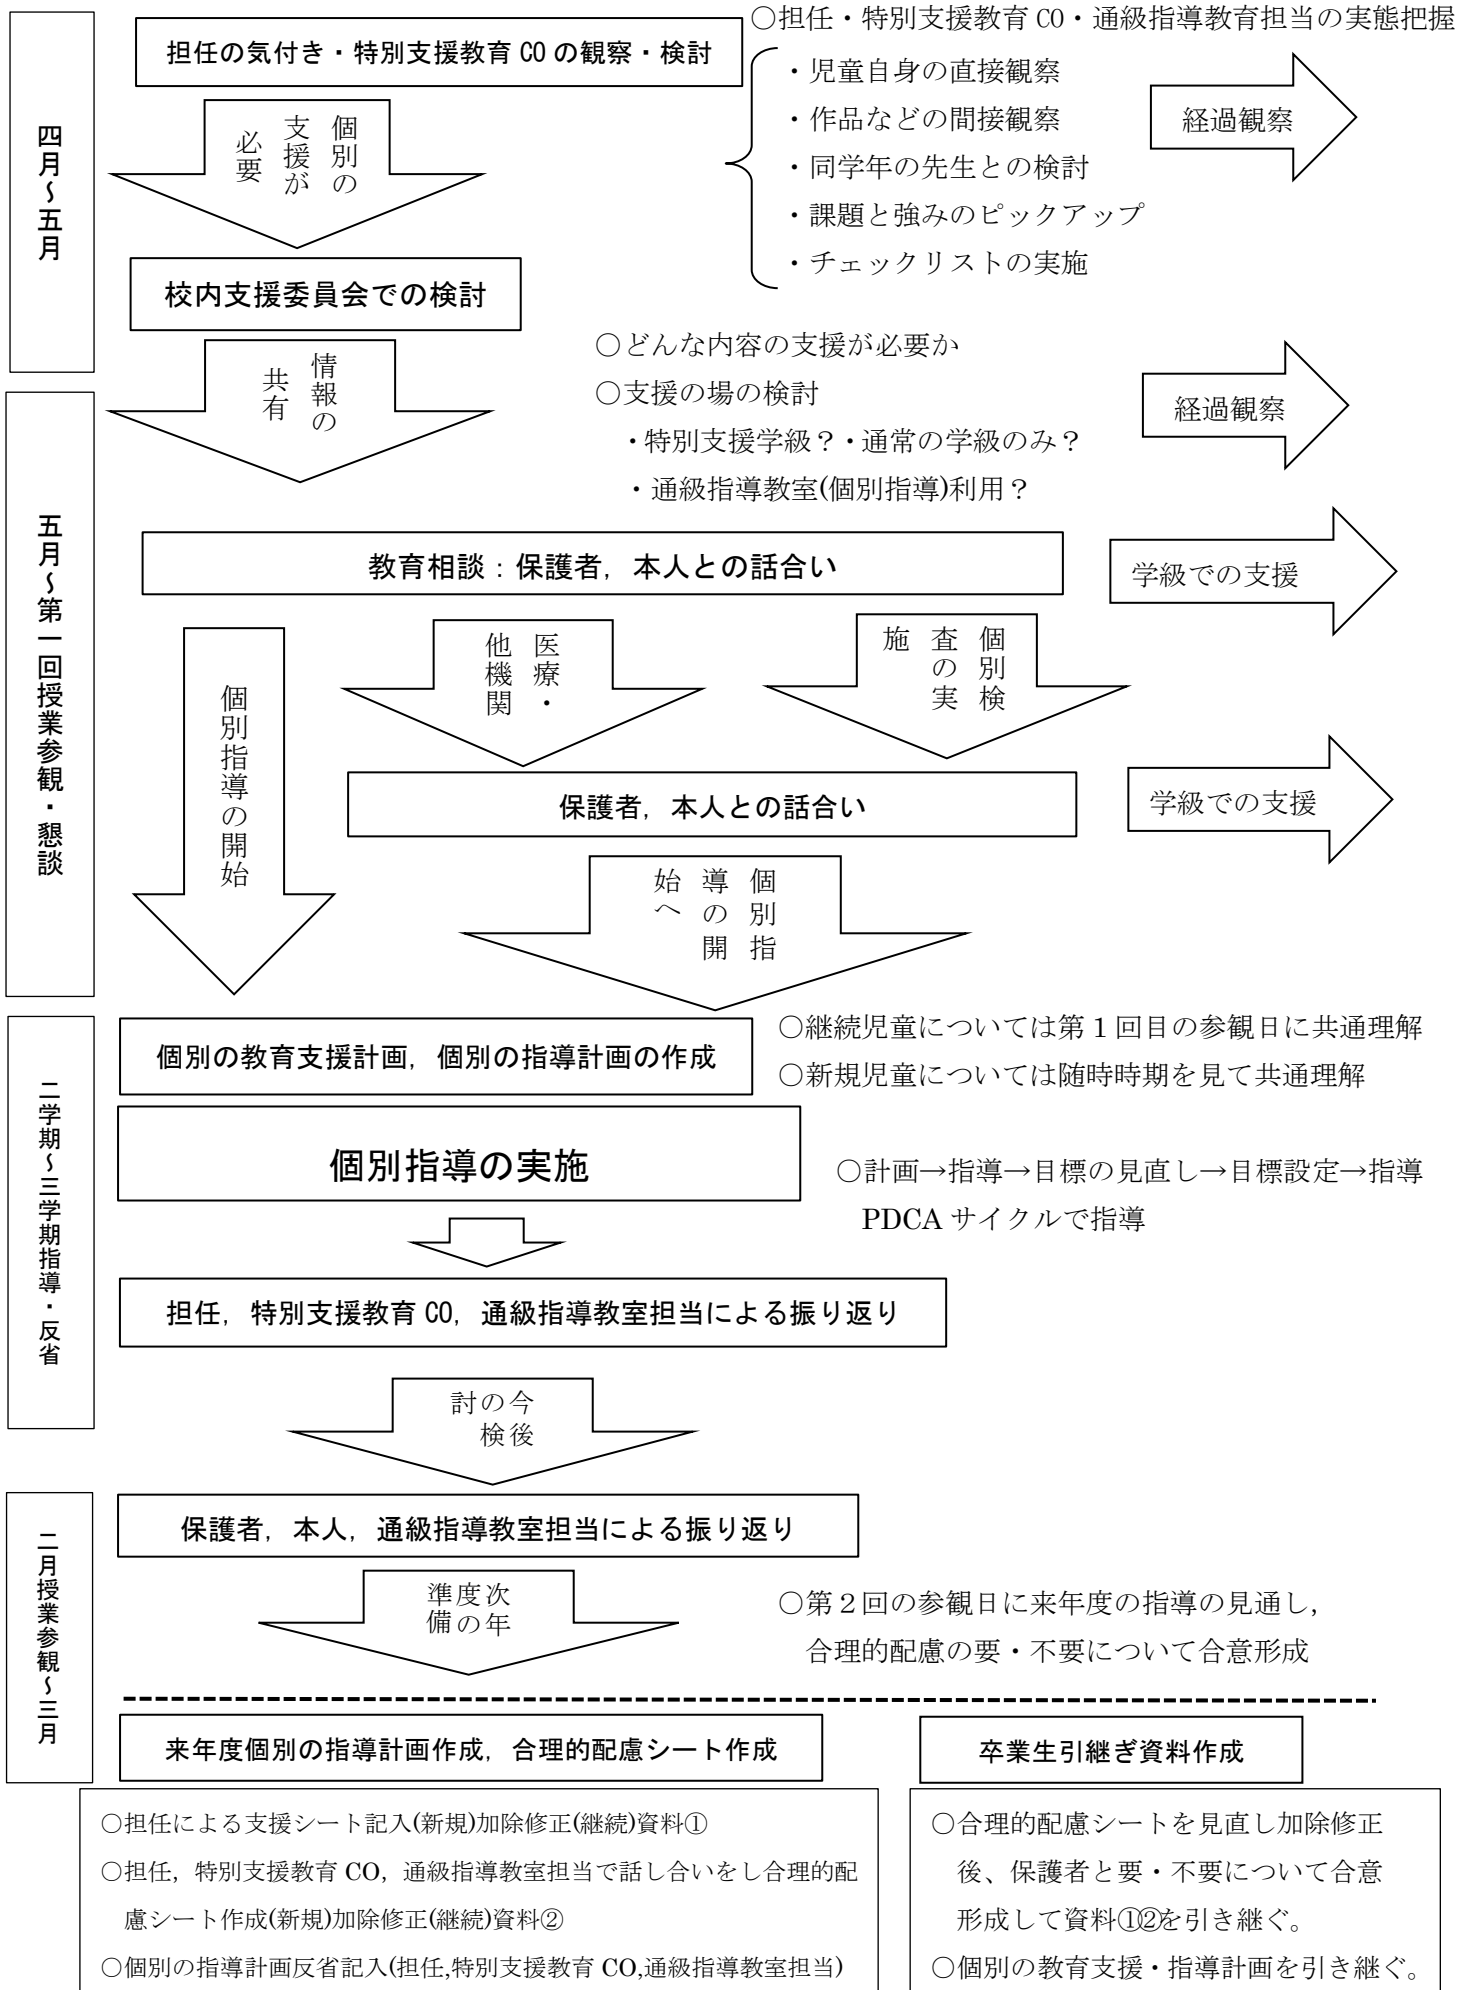 四月～五月
担任の気付き・特別支援教育 CO の観察・検討
○担任・特別支援教育 CO・通級指導教育担当の実態把握
・児童自身の直接観察
・作品などの間接観察
・同学年の先生との検討
・課題と強みのピックアップ
・チェックリストの実施
経過観察
個別の
支援が
必要
校内支援委員会での検討
情報の
共有
○どんな内容の支援が必要か
○支援の場の検討
・特別支援学級？・通常の学級のみ？
・通級指導教室(個別指導)利用？
経過観察
五月～第一回授業参観・懇談
教育相談：保護者，本人との話合い
学級での支援
個別指導の開始
医療・
他機関
個別検
査の実
施
保護者，本人との話合い
学級での支援
個別指
導の開
始へ
二学期～三学期指導・反省
個別の教育支援計画，個別の指導計画の作成
○継続児童については第１回目の参観日に共通理解
○新規児童については随時時期を見て共通理解
個別指導の実施
○計画→指導→目標の見直し→目標設定→指導
PDCA サイクルで指導
担任，特別支援教育 CO，通級指導教室担当による振り返り
今後
の検
討
二月授業参観～三月
保護者，本人，通級指導教室担当による振り返り
次年
度の
準備
○第２回の参観日に来年度の指導の見通し，
合理的配慮の要・不要について合意形成
来年度個別の指導計画作成，合理的配慮シート作成
○担任による支援シート記入(新規)加除修正(継続)資料①
○担任，特別支援教育 CO，通級指導教室担当で話し合いをし合理的配
慮シート作成(新規)加除修正(継続)資料②
○個別の指導計画反省記入(担任,特別支援教育 CO,通級指導教室担当)
卒業生引継ぎ資料作成
○合理的配慮シートを見直し加除修正
後、保護者と要・不要について合意
形成して資料①②を引き継ぐ。
○個別の教育支援・指導計画を引き継ぐ。